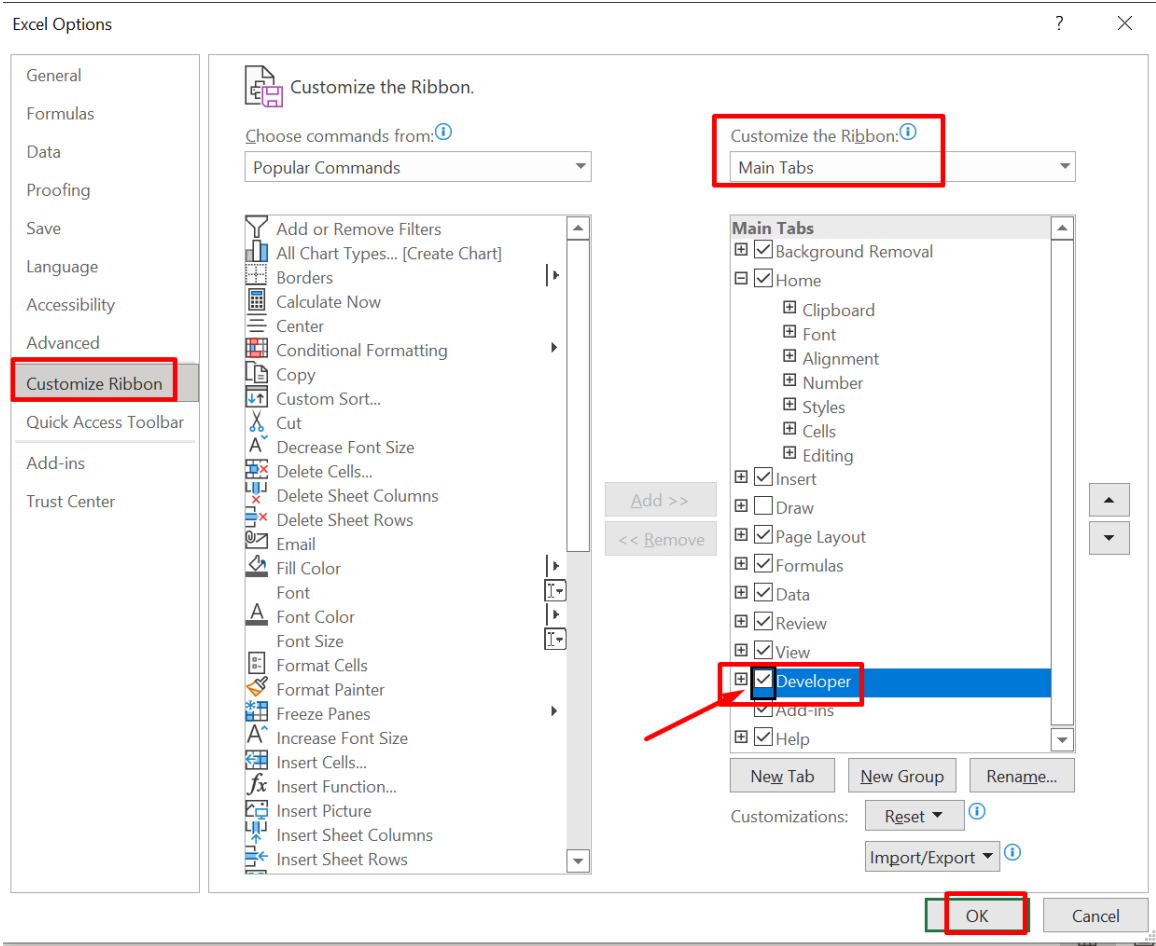 Excel Options
?
General
Formulas
Data
Proofing
Save
Language
Accessibility
Advanced
Customize Ribbon
Quick Access Toolbar
Add-ins
Trust Center
Customize the Ribbon.
Choose commands from:
Popular Commands
Add or Remove Filters
All Chart Types... [Create Chart]
Borders
Calculate Now
Center
Conditional Formatting
Copy
Custom Sort...
Cut
Decrease Font Size
Delete Cells...
Delete Sheet Columns
Delete Sheet Rows
Email
Fill Color
Font
Font Color
Font Size
Format Cells
Format Painter
Freeze Panes
Increase Font Size
Insert Cells...
Insert Function...
Insert Picture
Insert Sheet Columns
Insert Sheet Rows
Add >>
<< Remove
Customize the Ribbon:
Main Tabs
Main Tabs
Background Removal
Home
Clipboard
Font
Alignment
Number
Styles
Cells
Editing
Insert
Draw
Page Layout
Formulas
Data
Review
View
Developer
Add-ins
Help
New Tab
New Group
Rename...
Customizations:
Reset
Import/Export
OK
Cancel